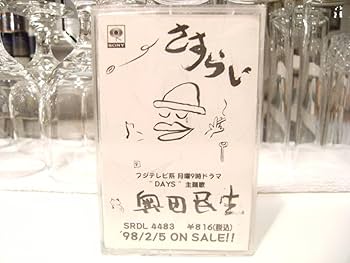 SONY
さすらい
フジテレビ系 月曜9時ドラマ
"DAYS" 主題歌
奥田民生
SRDL 4483 ¥816(税込)
'98/2/5 ON SALE!!